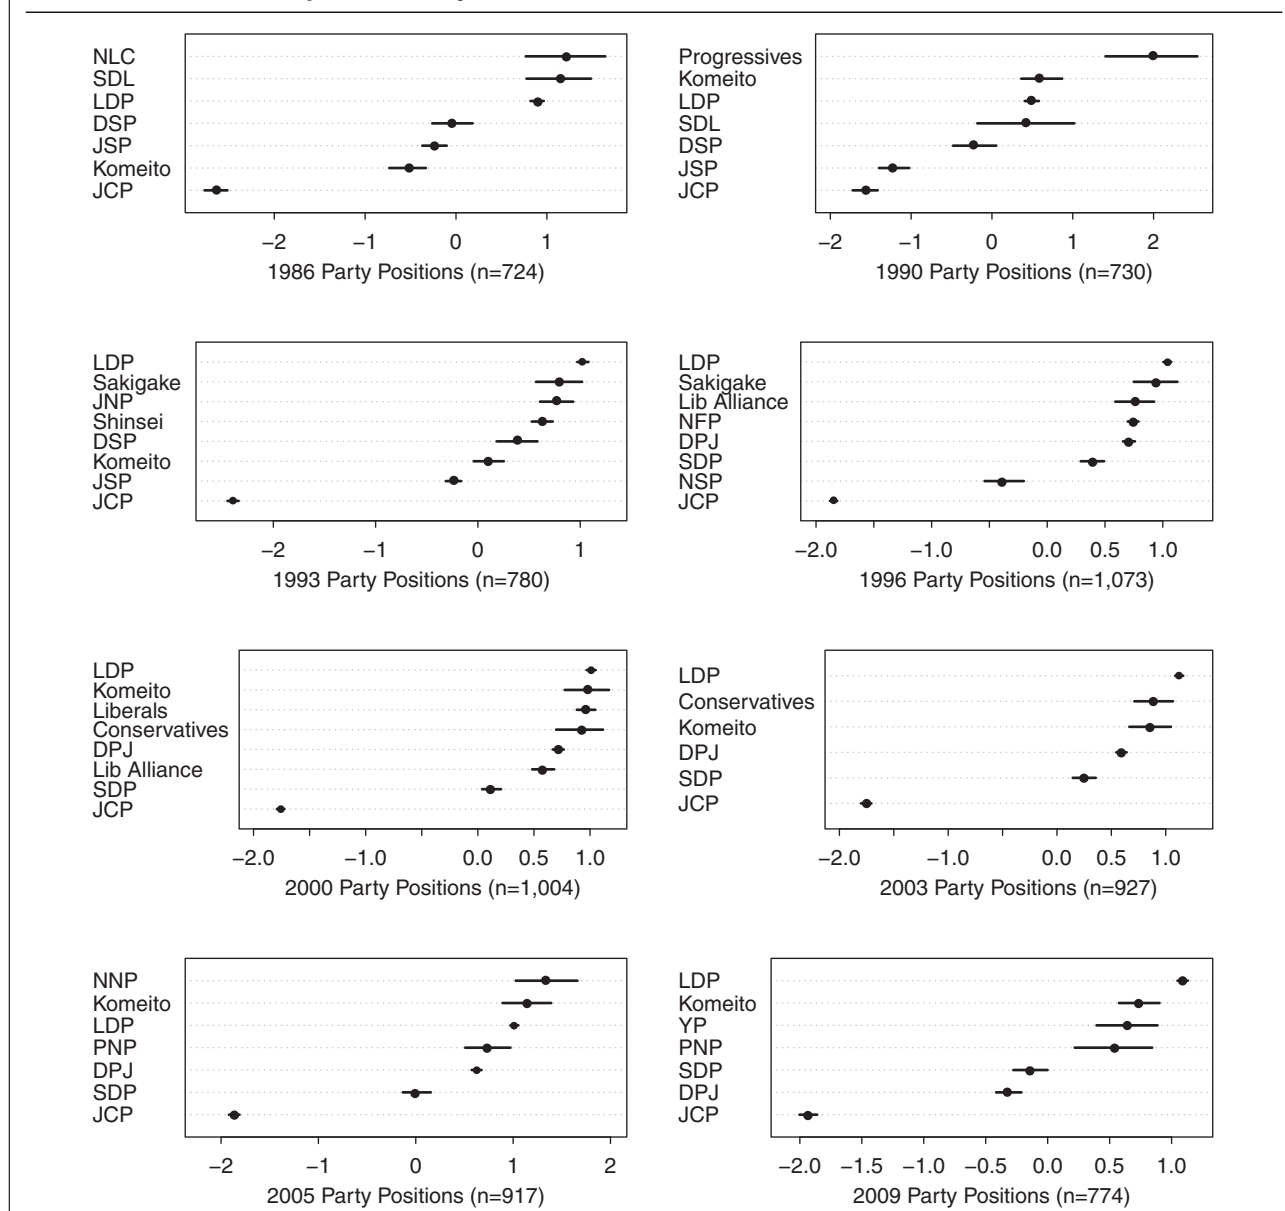 NLC
SDL
LDP
DSP
JSP
Komeito
JCP
−2 −1 0 1
1986 Party Positions (n=724)
Progressives
Komeito
LDP
SDL
DSP
JSP
JCP
−2 −1 0 1 2
1990 Party Positions (n=730)
LDP
Sakigake
JNP
Shinsei
DSP
Komeito
JSP
JCP
−2 −1 0 1
1993 Party Positions (n=780)
LDP
Sakigake
Lib Alliance
NFP
DPJ
SDP
NSP
JCP
−2.0 −1.0 0.0 0.5 1.0
1996 Party Positions (n=1,073)
LDP
Komeito
Liberals
Conservatives
DPJ
Lib Alliance
SDP
JCP
−2.0 −1.0 0.0 0.5 1.0
2000 Party Positions (n=1,004)
LDP
Conservatives
Komeito
DPJ
SDP
JCP
−2.0 −1.0 0.0 0.5 1.0
2003 Party Positions (n=927)
NNP
Komeito
LDP
PNP
DPJ
SDP
JCP
−2 −1 0 1 2
2005 Party Positions (n=917)
LDP
Komeito
YP
PNP
SDP
DPJ
JCP
−2.0 −1.5 −1.0 −0.5 0.0 0.5 1.0
2009 Party Positions (n=774)